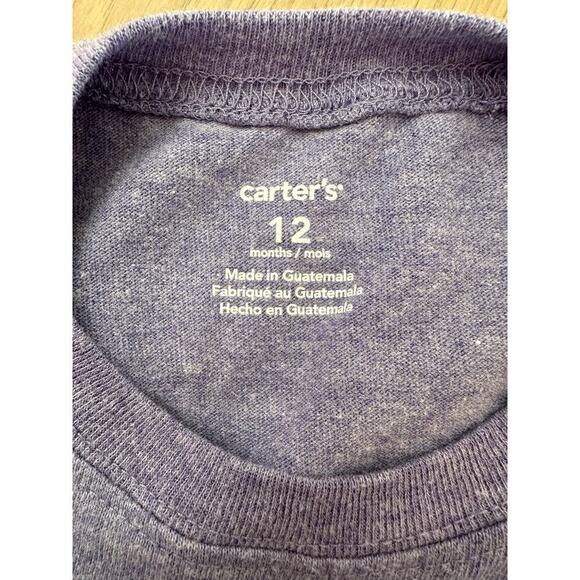 carter's
12
months / mois
Made in Guatemala
Fabriqué au Guatemala
Hecho en Guatemala